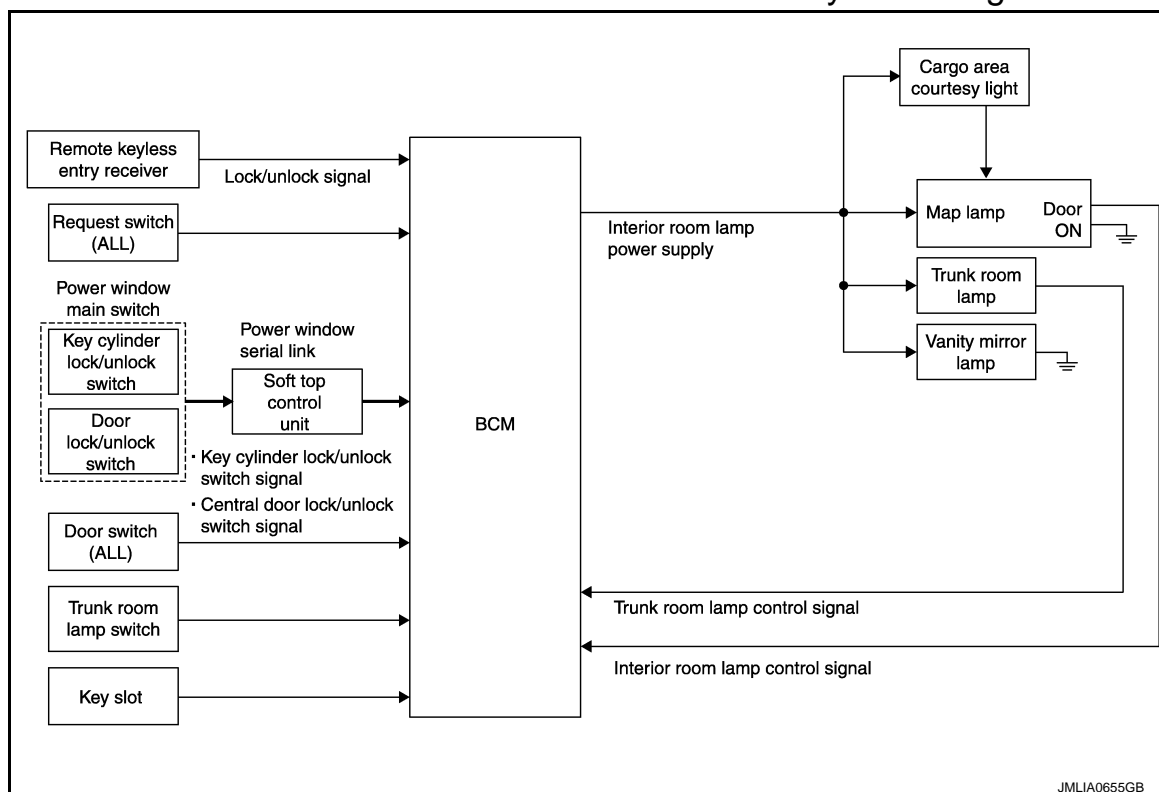 Cargo area
courtesy light
Remote keyless
entry receiver
Lock/unlock signal
Request switch
(ALL)
Map lamp
Door
ON
Interior room lamp
power supply
Power window
main switch
Key cylinder
lock/unlock
switch
Door
lock/unlock
switch
Power window
serial link
Soft top
control
unit
· Key cylinder lock/unlock
switch signal
· Central door lock/unlock
switch signal
BCM
Trunk room
lamp
Vanity mirror
lamp
Door switch
(ALL)
Trunk room
lamp switch
Key slot
Trunk room lamp control signal
Interior room lamp control signal
JMLIA0655GB